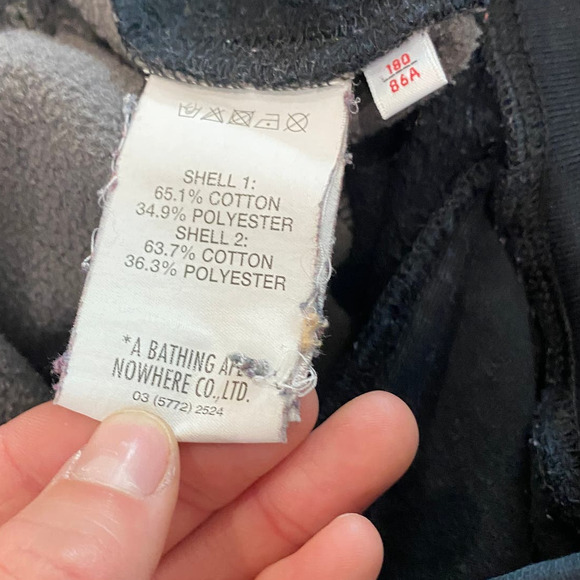 180
86A
SHELL 1:
65.1% COTTON
34.9% POLYESTER
SHELL 2:
63.7% COTTON
36.3% POLYESTER
*A BATHING APE
NOWHERE CO.,LTD.
03 (5772) 2524